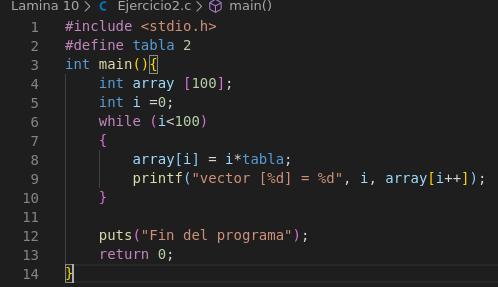 Lamina 10 > C Ejercicio2.c > main()
1 #include <stdio.h>
2 #define tabla 2
3 int main(){
4 int array [100];
5 int i =0;
6 while (i<100)
7 {
8 array[i] = i*tabla;
9 printf("vector [%d] = %d", i, array[i++]);
10 }
11
12 puts("Fin del programa");
13 return 0;
14 }